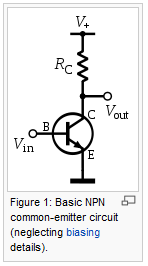 V+
RC
C
Vout
B
Vin
E
Figure 1: Basic NPN
common-emitter circuit
(neglecting biasing
details).